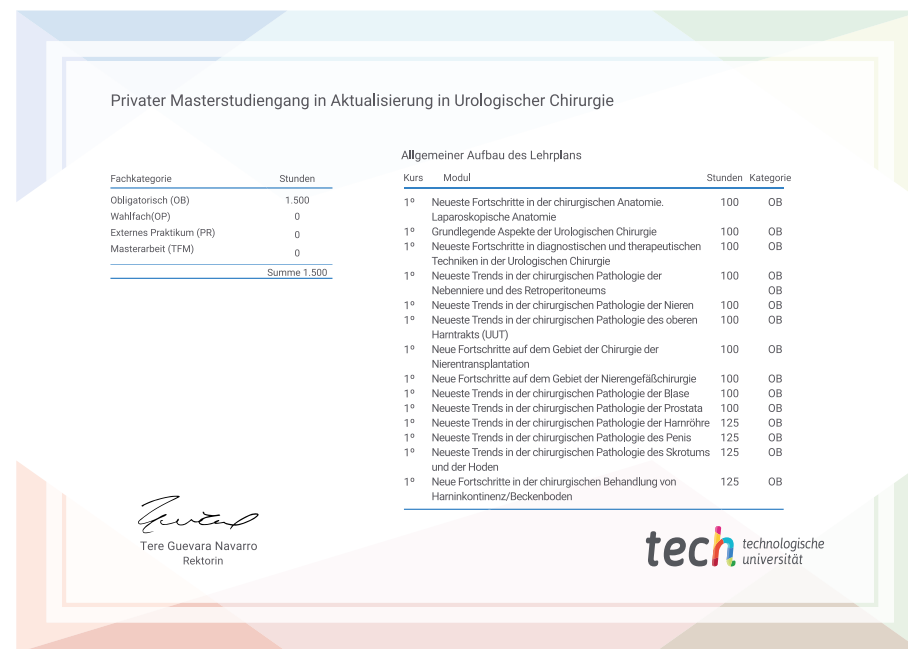 Privater Masterstudiengang in Aktualisierung in Urologischer Chirurgie
Fachkategorie Stunden
Obligatorisch (OB) 1.500
Wahlfach(OP) 0
Externes Praktikum (PR) 0
Masterarbeit (TFM) 0
Summe 1.500
Allgemeiner Aufbau des Lehrplans
Kurs Modul Stunden Kategorie
1º Neueste Fortschritte in der chirurgischen Anatomie. 100 OB
Laparoskopische Anatomie
1º Grundlegende Aspekte der Urologischen Chirurgie 100 OB
1º Neueste Fortschritte in diagnostischen und therapeutischen 100 OB
Techniken in der Urologischen Chirurgie
1º Neueste Trends in der chirurgischen Pathologie der 100 OB
Nebenniere und des Retroperitoneums OB
1º Neueste Trends in der chirurgischen Pathologie der Nieren 100 OB
1º Neueste Trends in der chirurgischen Pathologie des oberen 100 OB
Harntrakts (UUT)
1º Neue Fortschritte auf dem Gebiet der Chirurgie der 100 OB
Nierentransplantation
1º Neue Fortschritte auf dem Gebiet der Nierengefäßchirurgie 100 OB
1º Neueste Trends in der chirurgischen Pathologie der Blase 100 OB
1º Neueste Trends in der chirurgischen Pathologie der Prostata 100 OB
1º Neueste Trends in der chirurgischen Pathologie der Harnröhre 125 OB
1º Neueste Trends in der chirurgischen Pathologie des Penis 125 OB
1º Neueste Trends in der chirurgischen Pathologie des Skrotums 125 OB
und der Hoden
1º Neue Fortschritte in der chirurgischen Behandlung von 125 OB
Harninkontinenz/Beckenboden
Tere Guevara Navarro
Rektorin
tech technologische
universität